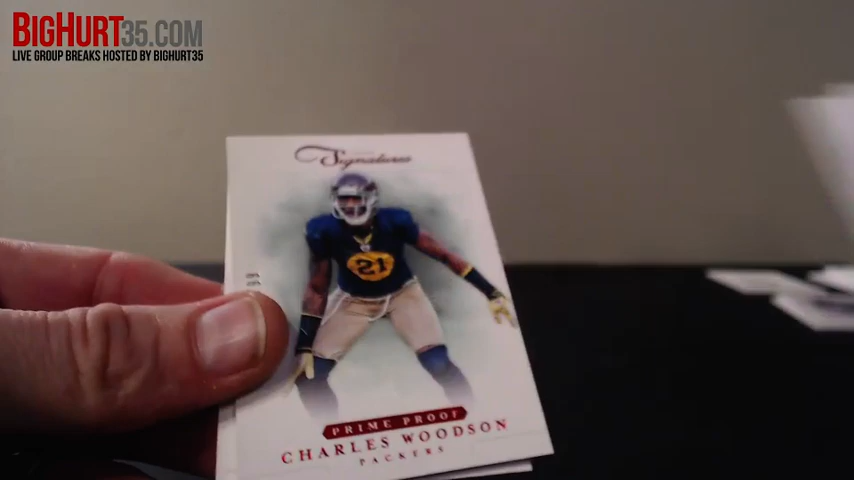 BIGHURT35.COM
LIVE GROUP BREAKS HOSTED BY BIGHURT35
Signatures
21
PRIME PROOF
CHARLES WOODSON
PACKERS